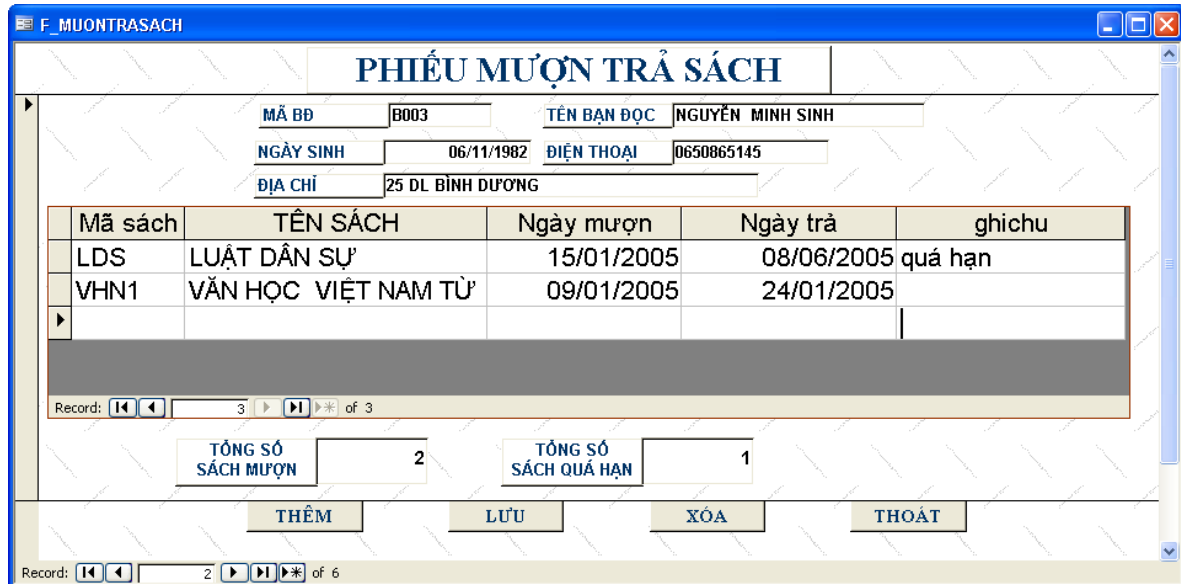 F_MUONTRASACH
PHIẾU MƯỢN TRẢ SÁCH
MÃ BĐ B003 TÊN BẠN ĐỌC NGUYỄN MINH SINH
NGÀY SINH 06/11/1982 ĐIỆN THOẠI 0650865145
ĐỊA CHỈ 25 DL BÌNH DƯƠNG
Mã sách TÊN SÁCH Ngày mượn Ngày trả ghichu
LDS LUẬT DÂN SỰ 15/01/2005 08/06/2005 quá hạn
VHN1 VĂN HỌC VIỆT NAM TỪ 09/01/2005 24/01/2005
Record: 3 of 3
TỔNG SỐ SÁCH MƯỢN 2 TỔNG SỐ SÁCH QUÁ HẠN 1
THÊM LƯU XÓA THOÁT
Record: 2 of 6